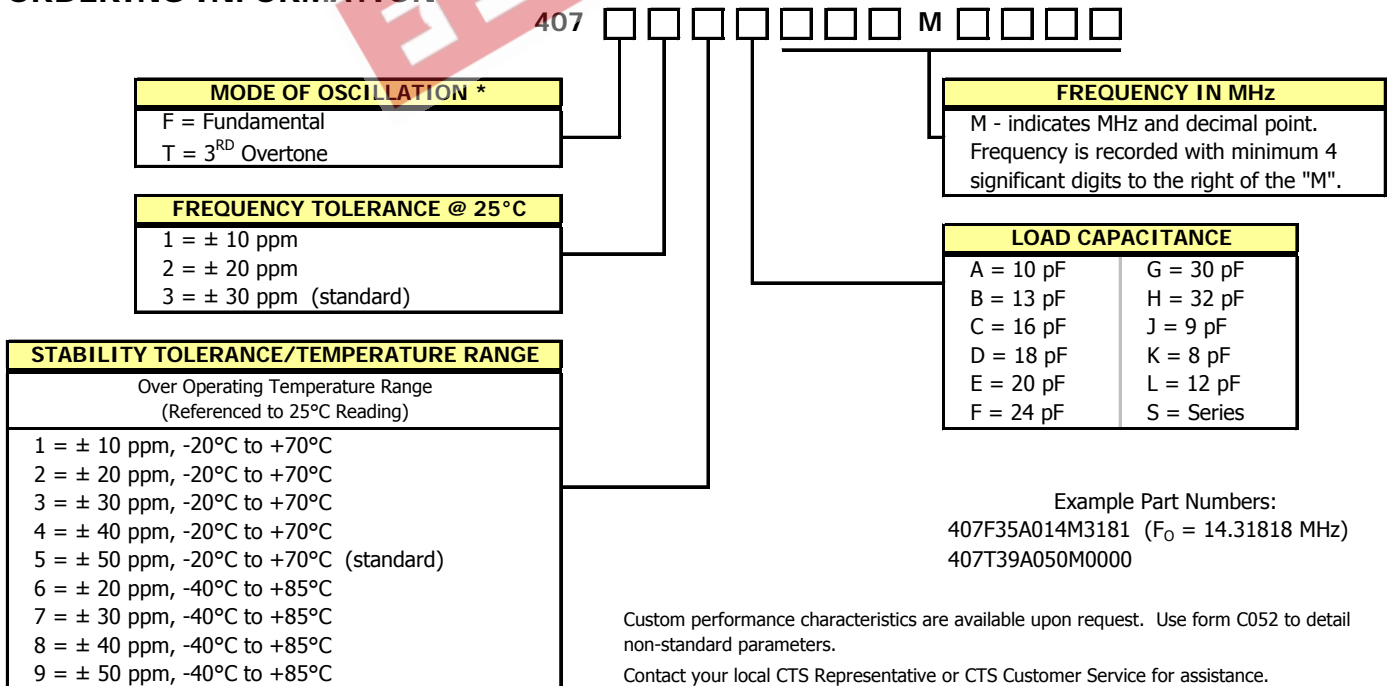 ORDERING INFORMATION
407 M
MODE OF OSCILLATION *
F = Fundamental
T = 3RD Overtone
FREQUENCY TOLERANCE @ 25°C
1 = ± 10 ppm
2 = ± 20 ppm
3 = ± 30 ppm (standard)
STABILITY TOLERANCE/TEMPERATURE RANGE
Over Operating Temperature Range
(Referenced to 25°C Reading)
1 = ± 10 ppm, -20°C to +70°C
2 = ± 20 ppm, -20°C to +70°C
3 = ± 30 ppm, -20°C to +70°C
4 = ± 40 ppm, -20°C to +70°C
5 = ± 50 ppm, -20°C to +70°C (standard)
6 = ± 20 ppm, -40°C to +85°C
7 = ± 30 ppm, -40°C to +85°C
8 = ± 40 ppm, -40°C to +85°C
9 = ± 50 ppm, -40°C to +85°C
FREQUENCY IN MHz
M - indicates MHz and decimal point.
Frequency is recorded with minimum 4
significant digits to the right of the "M".
LOAD CAPACITANCE
A = 10 pF G = 30 pF
B = 13 pF H = 32 pF
C = 16 pF J = 9 pF
D = 18 pF K = 8 pF
E = 20 pF L = 12 pF
F = 24 pF S = Series
Example Part Numbers:
407F35A014M3181 (FO = 14.31818 MHz)
407T39A050M0000
Custom performance characteristics are available upon request. Use form C052 to detail
non-standard parameters.
Contact your local CTS Representative or CTS Customer Service for assistance.